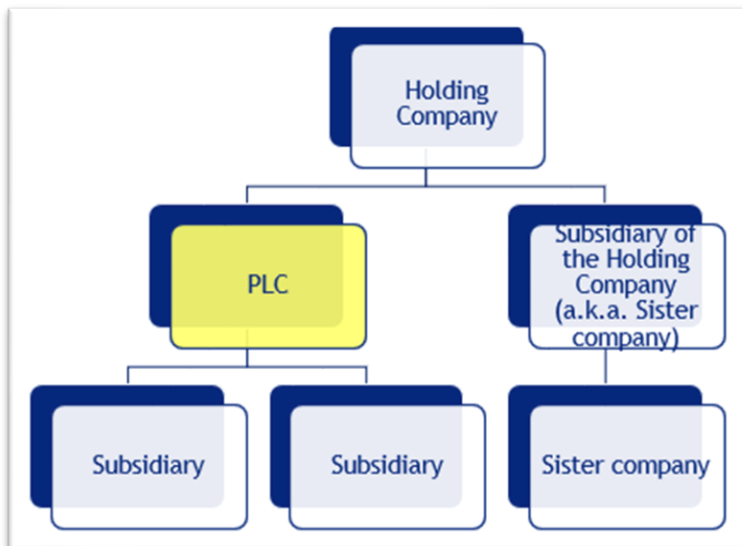 Holding
Company
PLC
Subsidiary of
the Holding
Company
(a.k.a. Sister
company)
Subsidiary
Subsidiary
Sister company